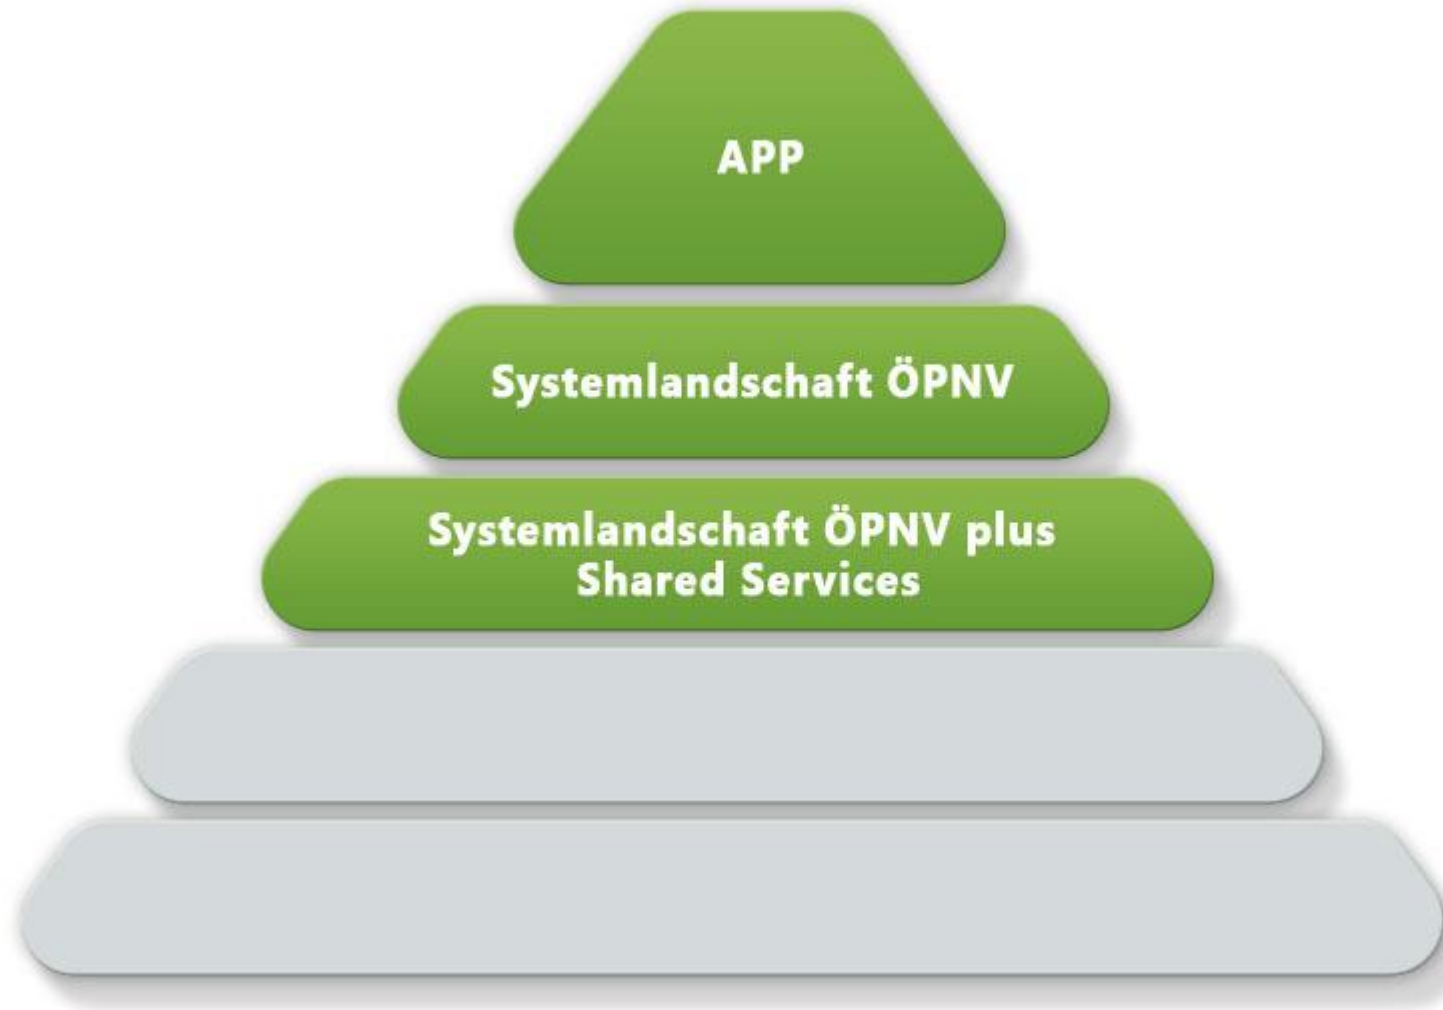 APP
Systemlandschaft ÖPNV
Systemlandschaft ÖPNV plus
Shared Services